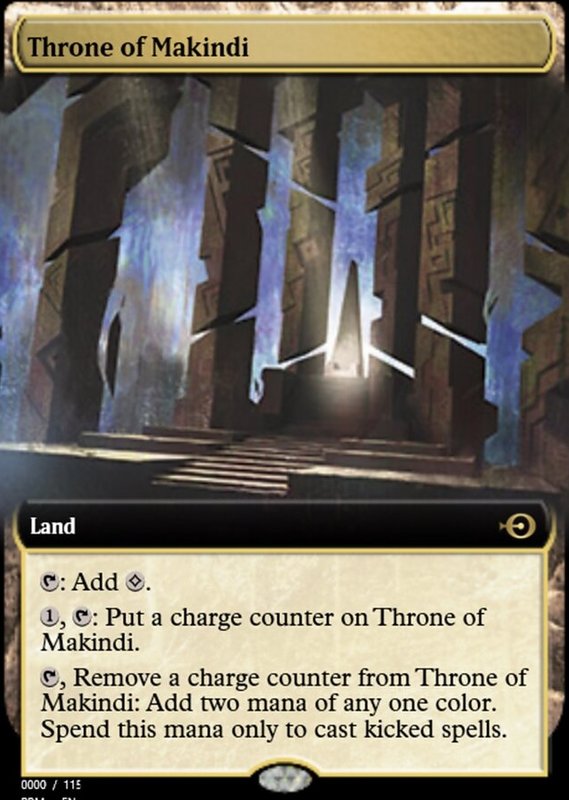 Throne of Makindi
Land
: Add .
1, : Put a charge counter on Throne of
Makindi.
, Remove a charge counter from Throne of
Makindi: Add two mana of any one color.
Spend this mana only to cast kicked spells.
0000 / 115